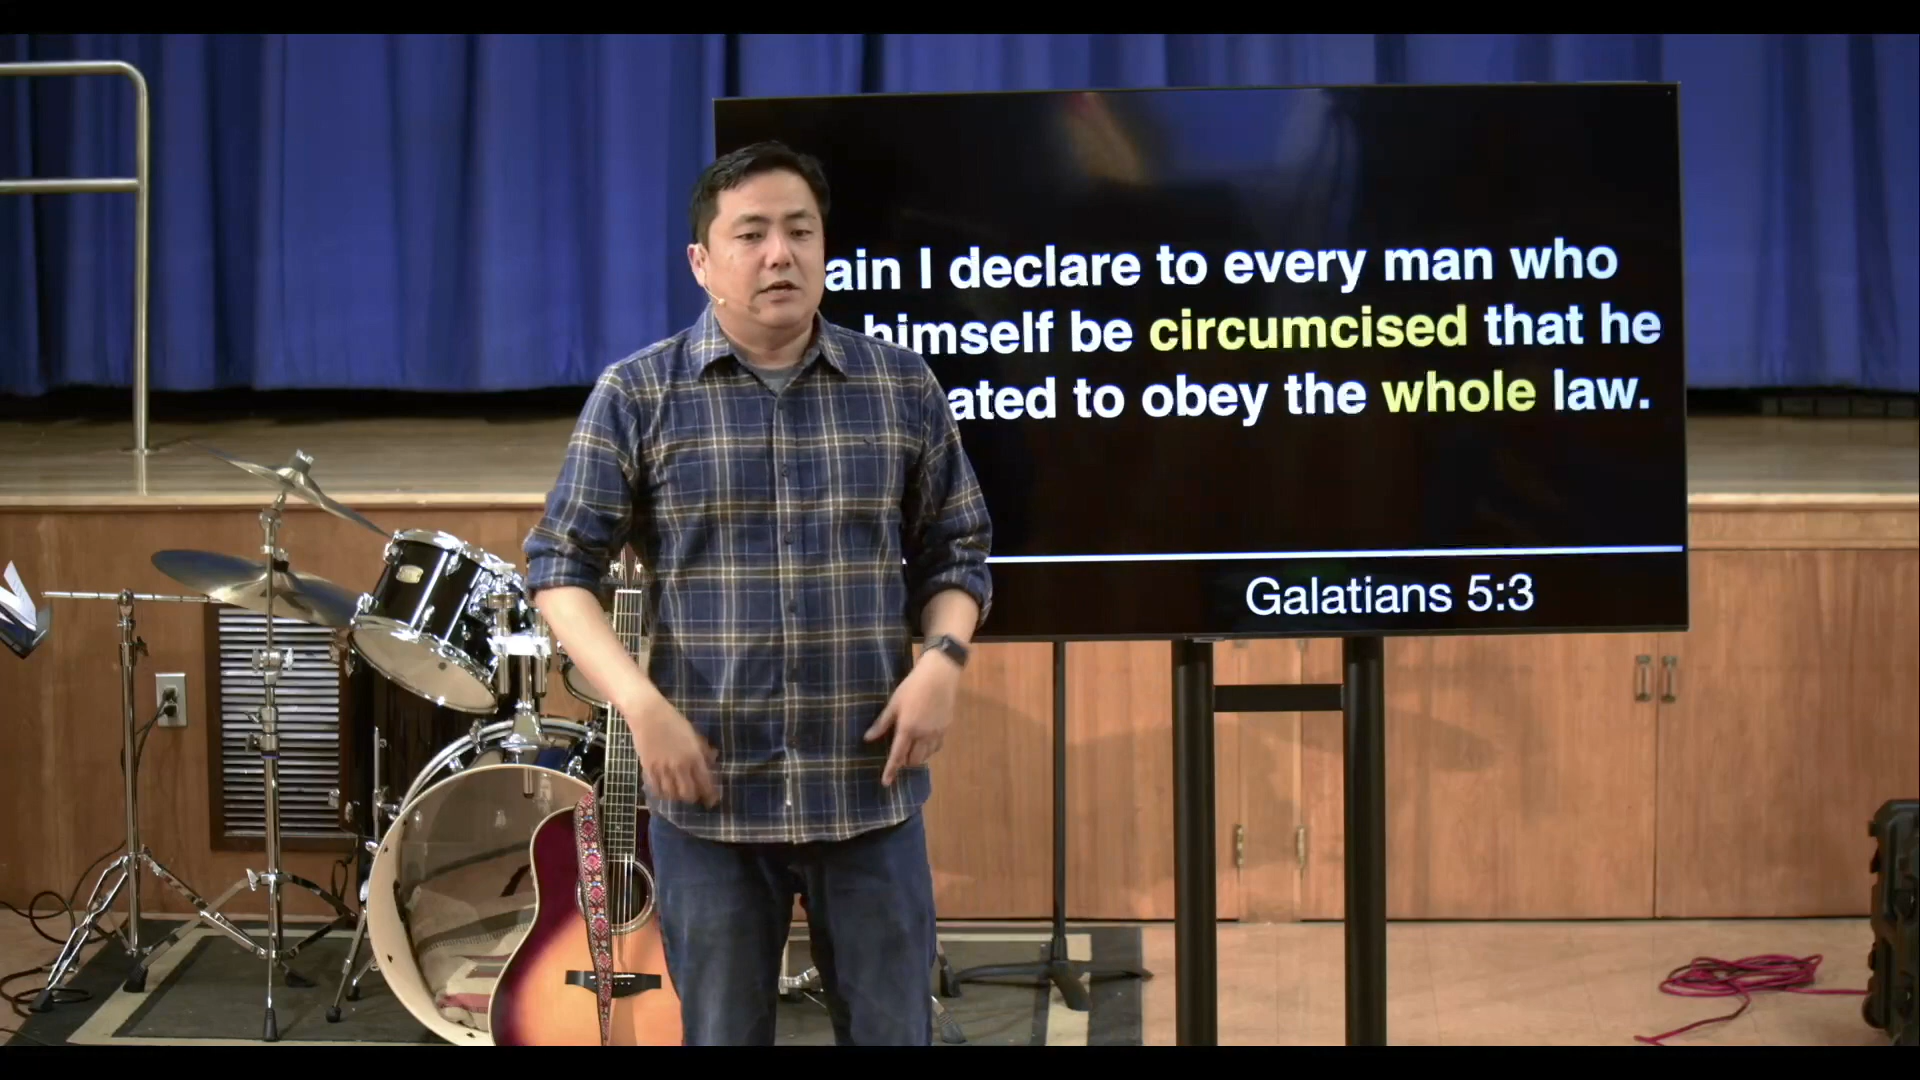 ain I declare to every man who
himself be circumcised that he
ated to obey the whole law.
Galatians 5:3